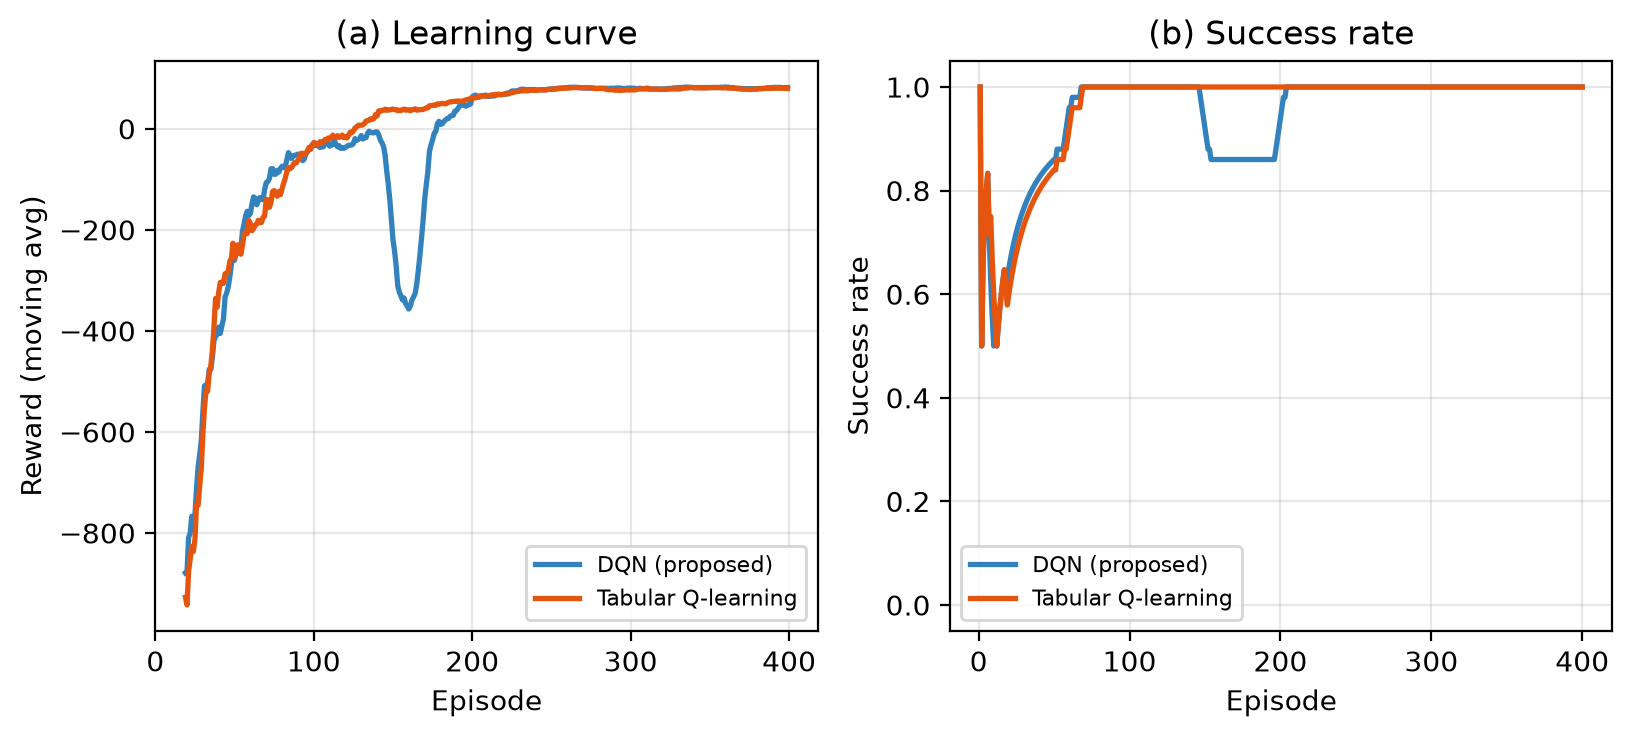 (a) Learning curve
Reward (moving avg)
0
−200
−400
−600
−800
0 100 200 300 400
Episode
DQN (proposed)
Tabular Q-learning
(b) Success rate
Success rate
1.0
0.8
0.6
0.4
0.2
0.0
0 100 200 300 400
Episode
DQN (proposed)
Tabular Q-learning